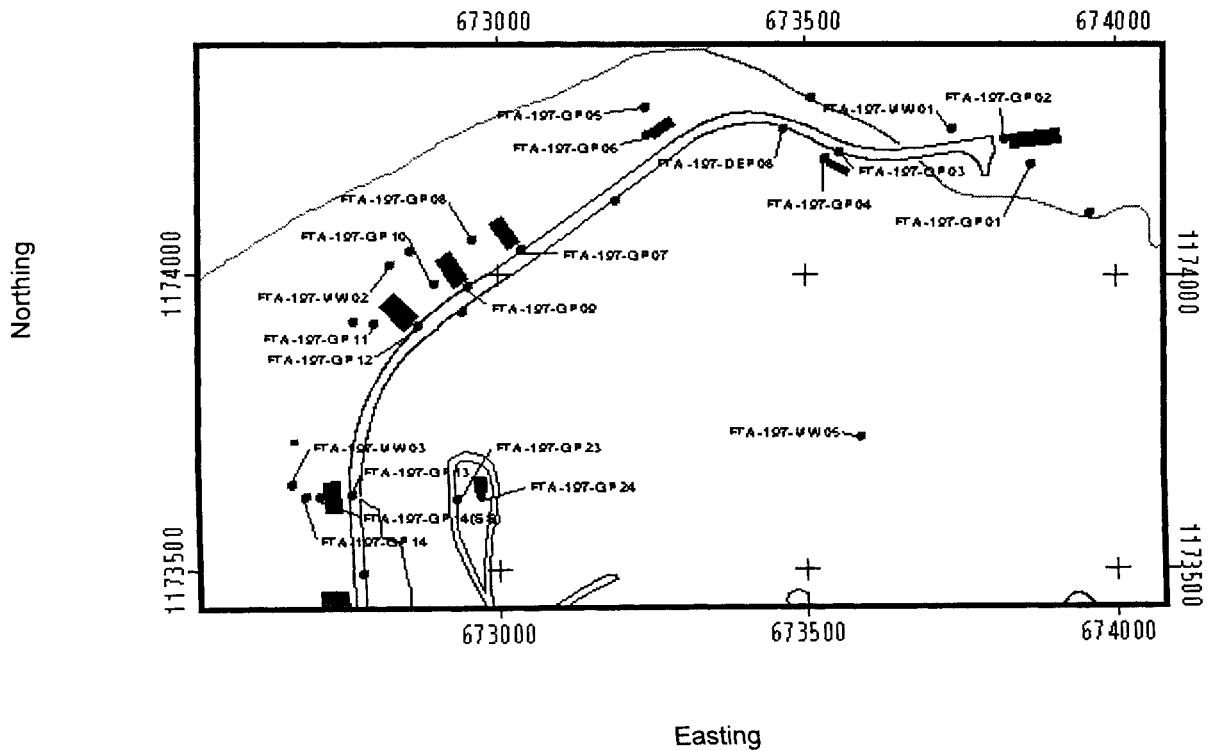 673000
673500
674000
FTA-197-GP05
FTA-197-MW01
FTA-197-GP02
FTA-197-GP06
FTA-197-DEP08
FTA-197-GP03
FTA-197-GP04
FTA-197-GP01
FTA-197-GP08
FTA-197-GP10
FTA-197-GP07
FTA-197-MW02
FTA-197-GP09
FTA-197-GP11
FTA-197-GP12
1174000
1174000
Northing
FTA-197-MW05
FTA-197-MW03
FTA-197-GP23
FTA-197-GP13
FTA-197-GP24
FTA-197-GP14(SS)
FTA-197-GP14
1173500
1173500
673000
673500
674000
Easting